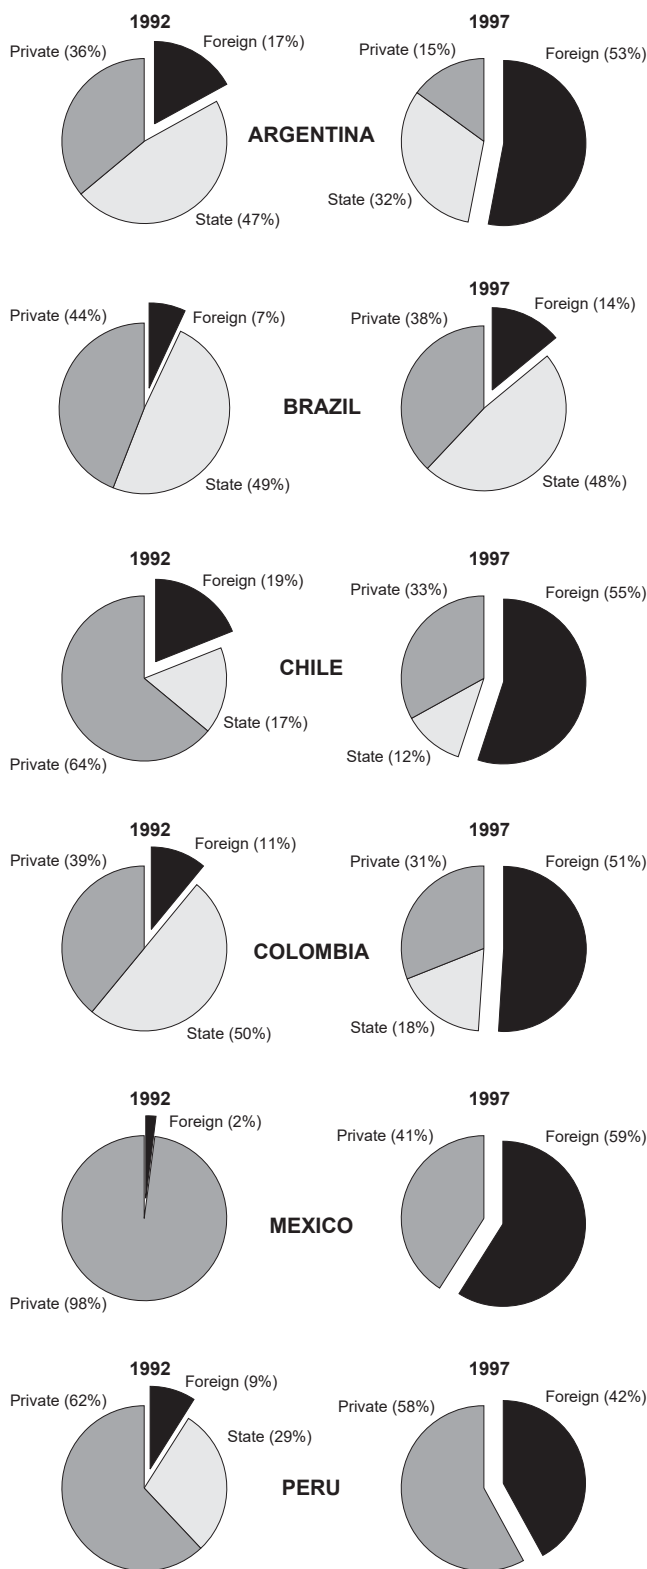 1992
1997
Private (36%)
Foreign (17%)
Private (15%)
Foreign (53%)
ARGENTINA
State (47%)
State (32%)
1997
Private (44%)
Foreign (7%)
Private (38%)
Foreign (14%)
BRAZIL
State (49%)
State (48%)
1992
1997
Foreign (19%)
Private (33%)
Foreign (55%)
CHILE
State (17%)
State (12%)
Private (64%)
1992
1997
Private (39%)
Foreign (11%)
Private (31%)
Foreign (51%)
COLOMBIA
State (50%)
State (18%)
1992
1997
Foreign (2%)
Private (41%)
Foreign (59%)
MEXICO
Private (98%)
1992
1997
Private (62%)
Foreign (9%)
Private (58%)
Foreign (42%)
State (29%)
PERU